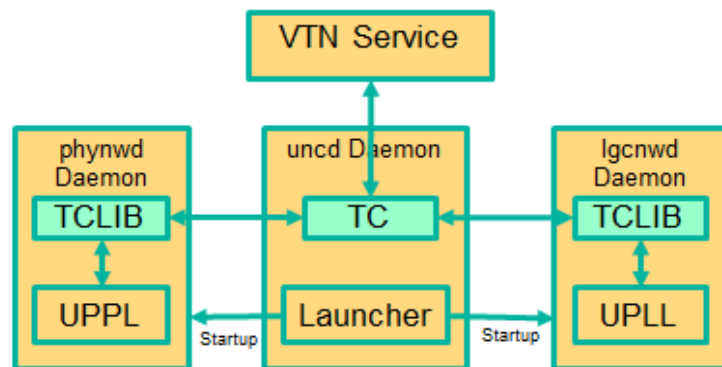 VTN Service
phynwd
Daemon
TCLIB
UPPL
uncd Daemon
TC
Launcher
lgcnwd
Daemon
TCLIB
UPLL
Startup
Startup